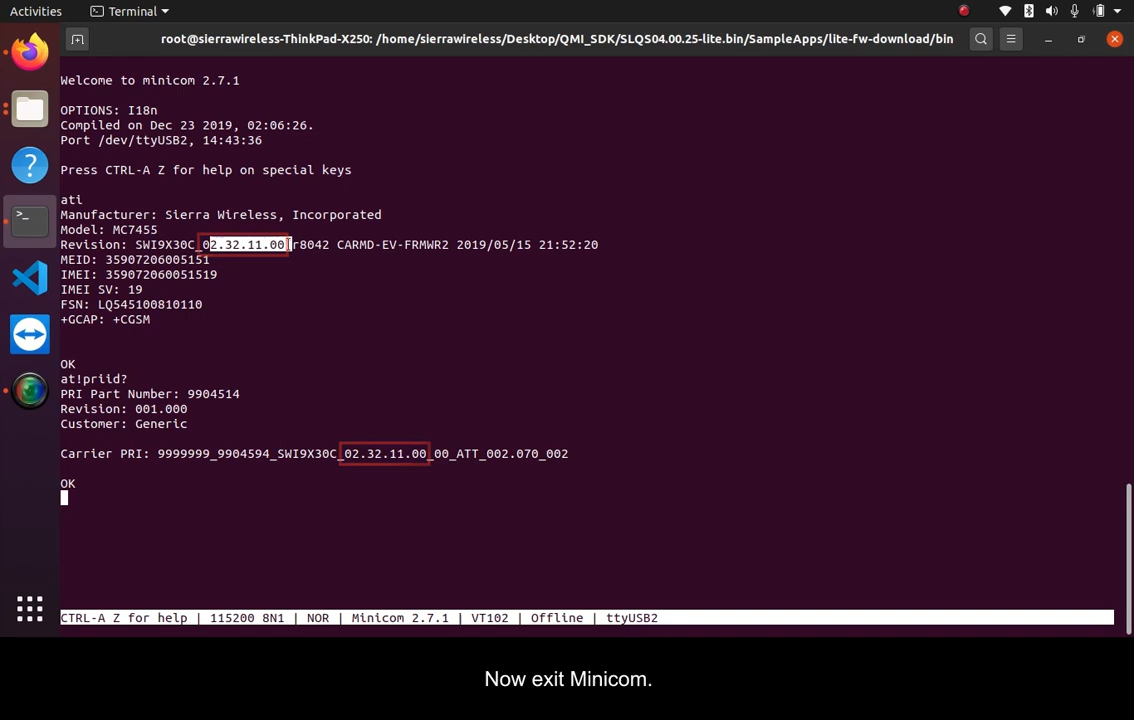 Activities
Terminal
root@sierrawireless-ThinkPad-X250: /home/sierrawireless/Desktop/QMI_SDK/SLQS04.00.25-lite.bin/SampleApps/lite-fw-download/bin
Welcome to minicom 2.7.1
OPTIONS: I18n
Compiled on Dec 23 2019, 02:06:26.
Port /dev/ttyUSB2, 14:43:36
Press CTRL-A Z for help on special keys
ati
Manufacturer: Sierra Wireless, Incorporated
Model: MC7455
Revision: SWI9X30C_02.32.11.00 r8042 CARMD-EV-FRMWR2 2019/05/15 21:52:20
MEID: 35907206005151
IMEI: 359072060051519
IMEI SV: 19
FSN: LQ545100810110
+GCAP: +CGSM
OK
at!priid?
PRI Part Number: 9904514
Revision: 001.000
Customer: Generic
Carrier PRI: 9999999_9904594_SWI9X30C_02.32.11.00_00_ATT_002.070_002
OK
CTRL-A Z for help | 115200 8N1 | NOR | Minicom 2.7.1 | VT102 | Offline | ttyUSB2
Now exit Minicom.